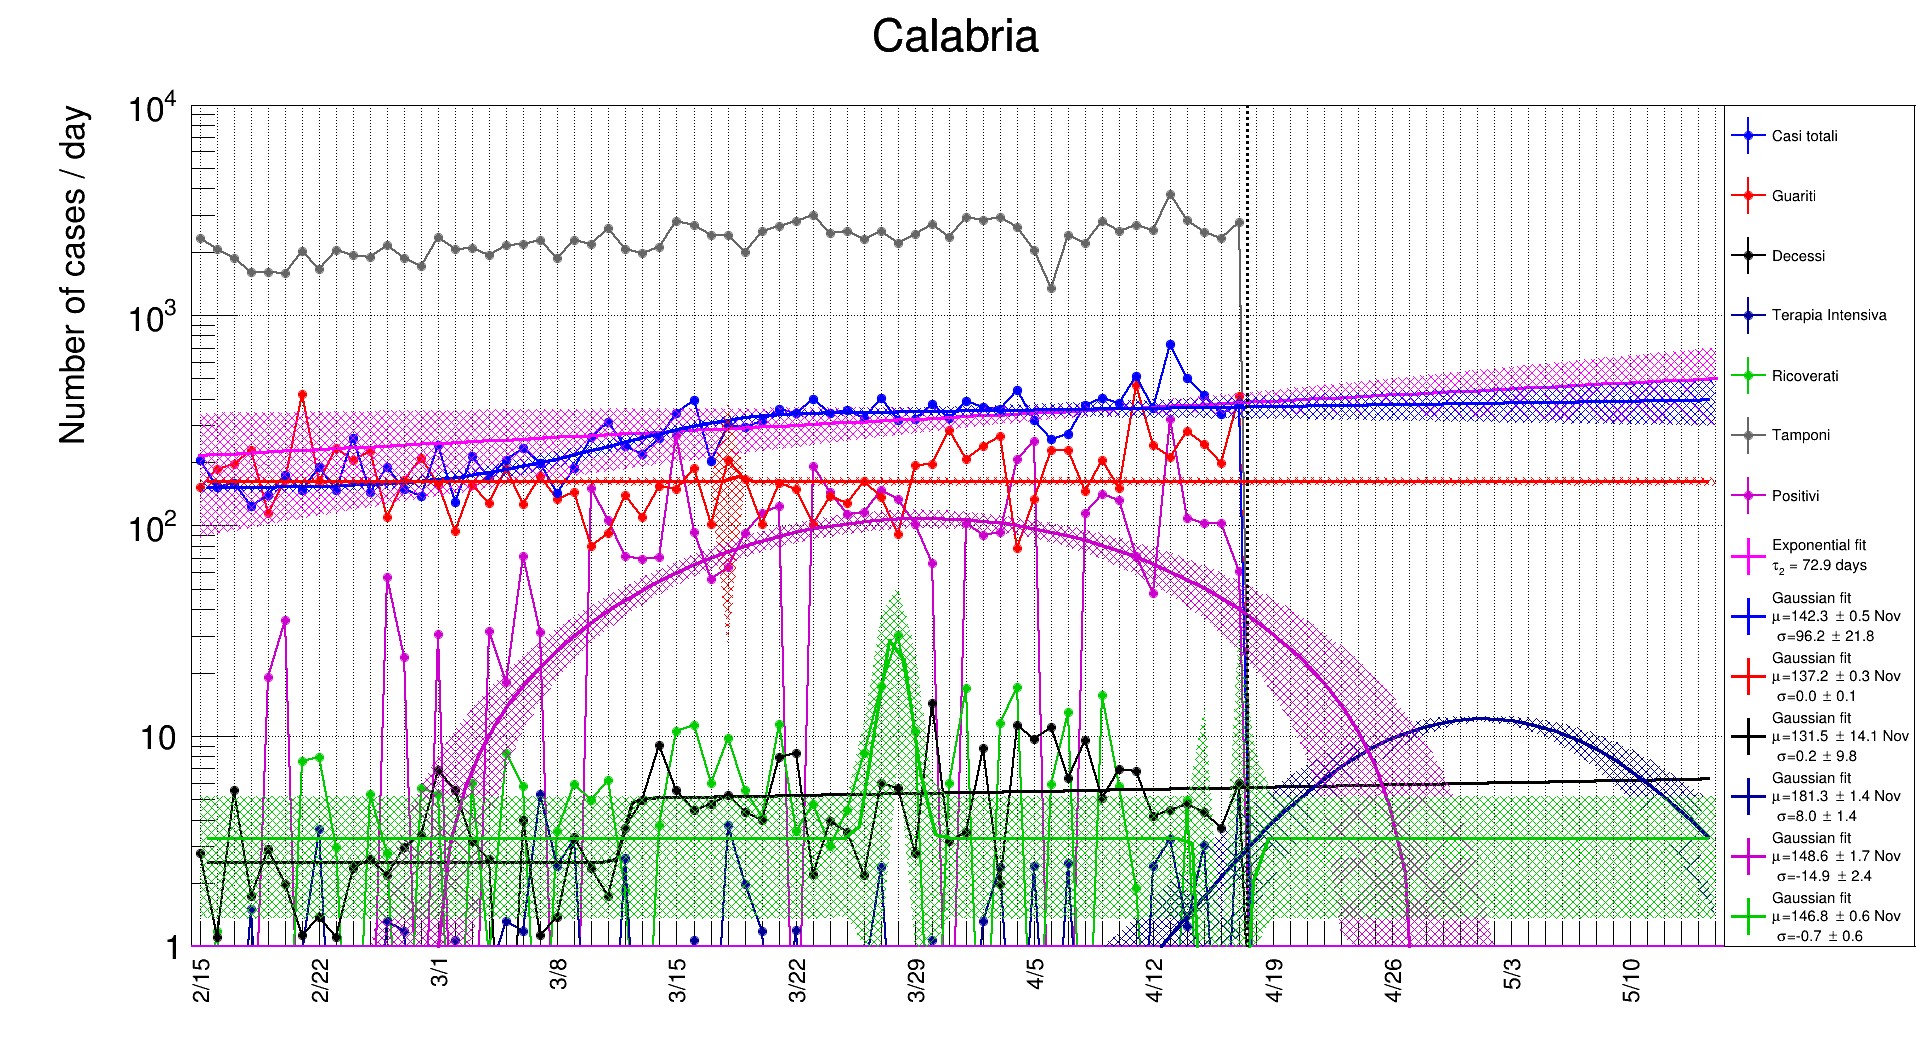 Calabria
Number of cases / day
10⁴
10³
10²
10
1
2/15
2/22
3/1
3/8
3/15
3/22
3/29
4/5
4/12
4/19
4/26
5/3
5/10
Casi totali
Guariti
Decessi
Terapia Intensiva
Ricoverati
Tamponi
Positivi
Exponential fit
τ₂ = 72.9 days
Gaussian fit
μ=142.3 ± 0.5 Nov
σ=96.2 ± 21.8
Gaussian fit
μ=137.2 ± 0.3 Nov
σ=0.0 ± 0.1
Gaussian fit
μ=131.5 ± 14.1 Nov
σ=0.2 ± 9.8
Gaussian fit
μ=181.3 ± 1.4 Nov
σ=8.0 ± 1.4
Gaussian fit
μ=148.6 ± 1.7 Nov
σ=-14.9 ± 2.4
Gaussian fit
μ=146.8 ± 0.6 Nov
σ=-0.7 ± 0.6